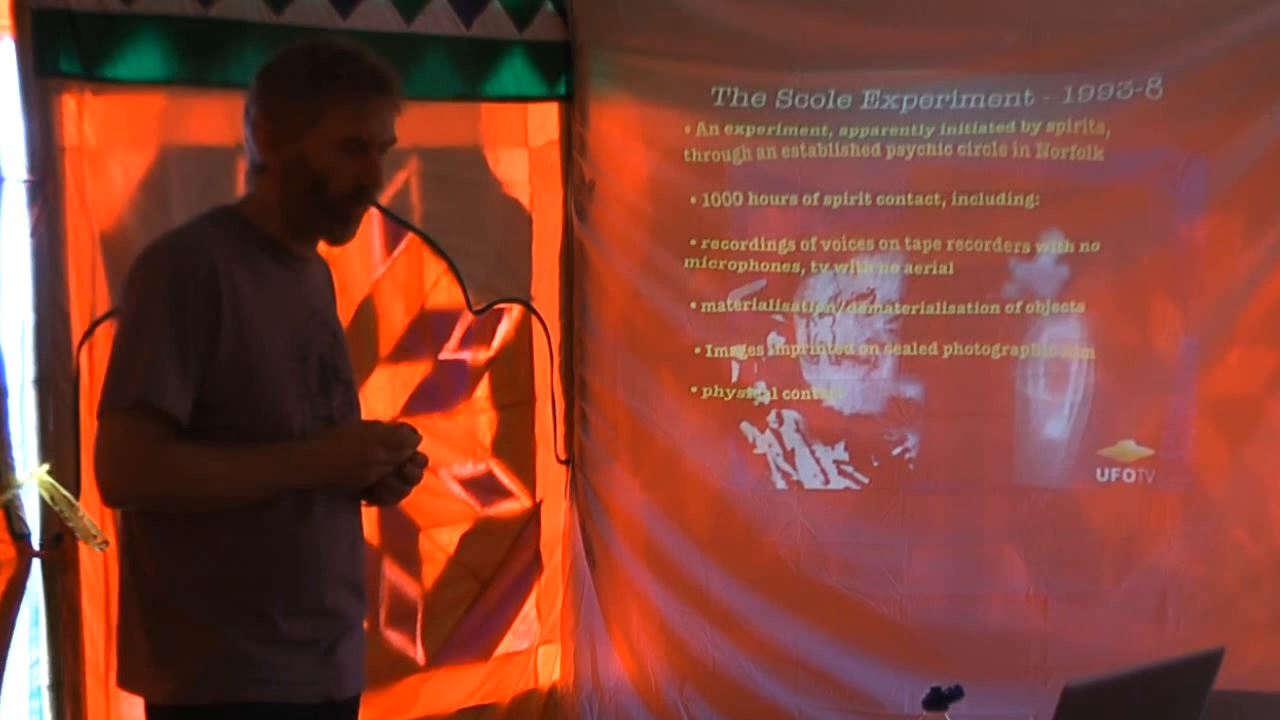 The Scole Experiment - 1993-8
• An experiment, apparently initiated by spirits,
through an established psychic circle in Norfolk
• 1000 hours of spirit contact, including:
• recordings of voices on tape recorders with no
microphones, tv with no aerial
• materialisation/dematerialisation of objects
• Images imprinted on sealed photographic film
• physical contact
UFOTV